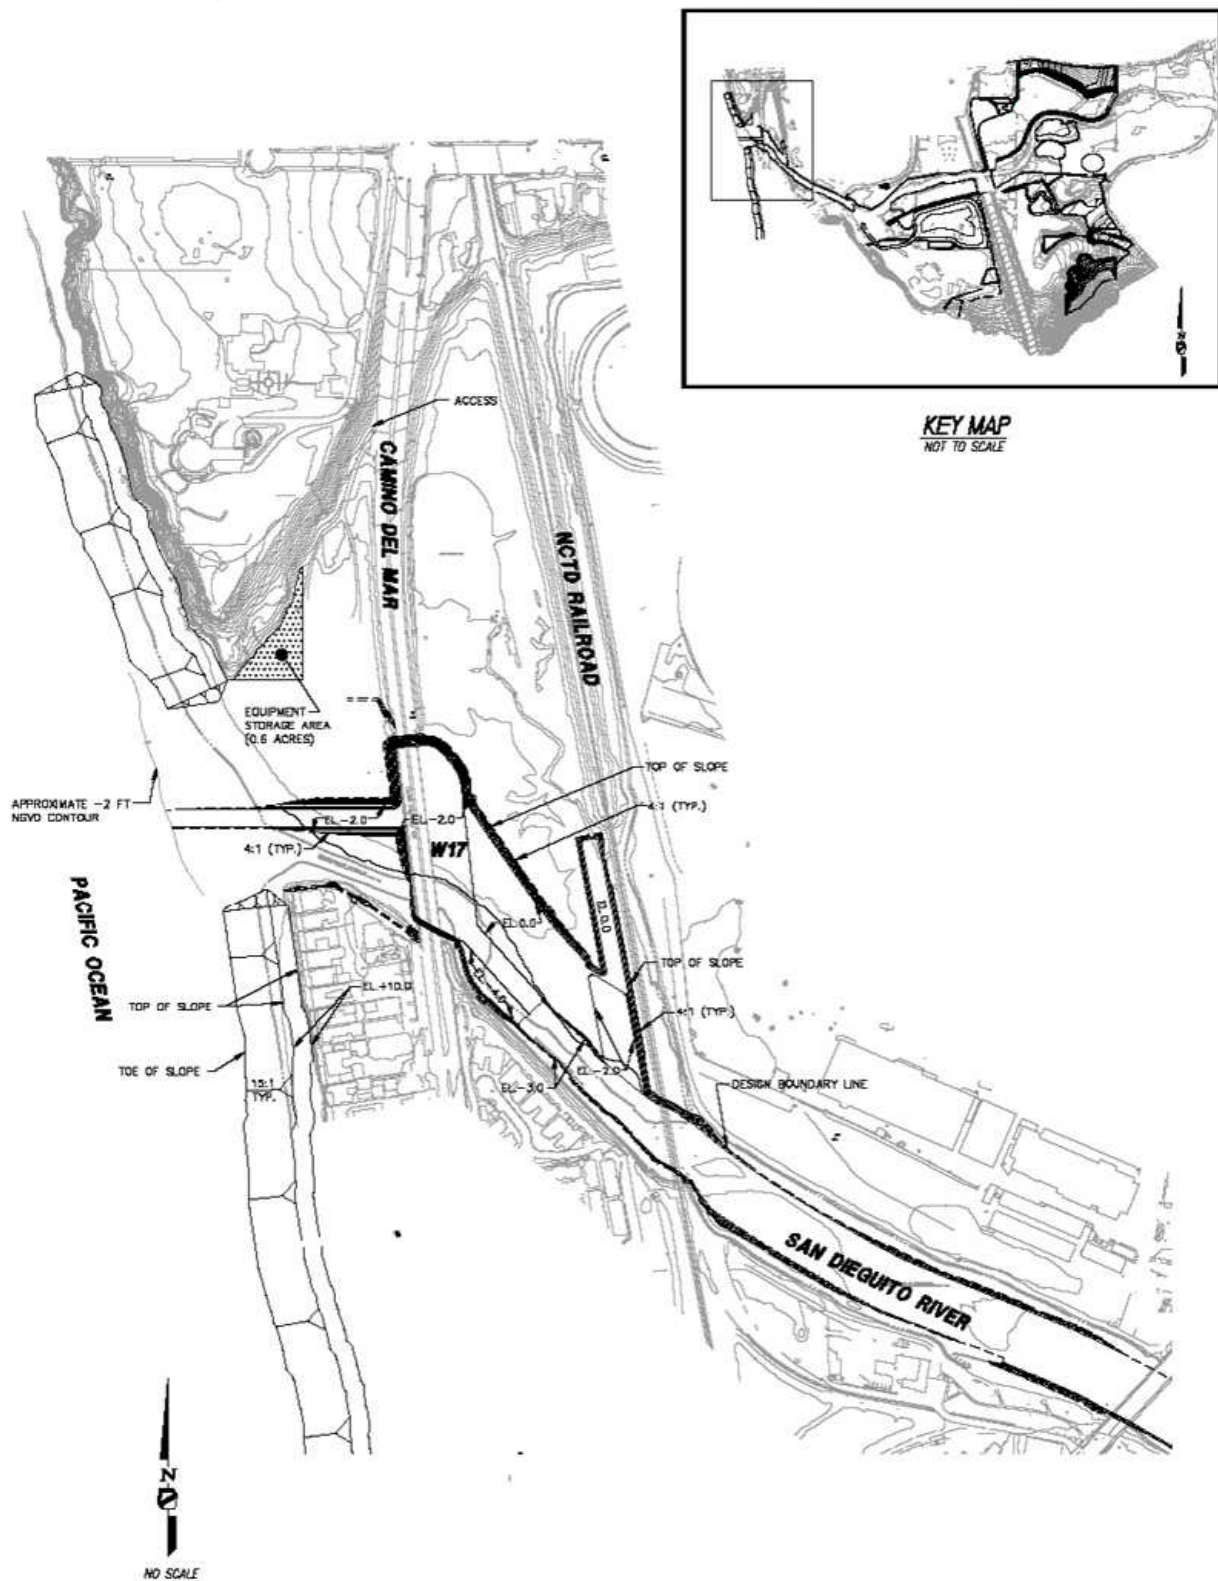 KEY MAP
NOT TO SCALE
ACCESS
CAMINO DEL MAR
NCTD RAILROAD
EQUIPMENT
STORAGE AREA
(0.6 ACRES)
TOP OF SLOPE
APPROXIMATE -2 FT
NGVD CONTOUR
4:1 (TYP.)
EL.-2.0
EL.-2.0
4:1 (TYP.)
W17
PACIFIC OCEAN
EL.0.0
EL. 0.0
TOP OF SLOPE
EL.-4.0
EL.+10.0
TOP OF SLOPE
4:1 (TYP.)
TOE OF SLOPE
EL.-2.0
15:1
TYP.
EL.-3.0
DESIGN BOUNDARY LINE
SAN DIEGUITO RIVER
N
NO SCALE